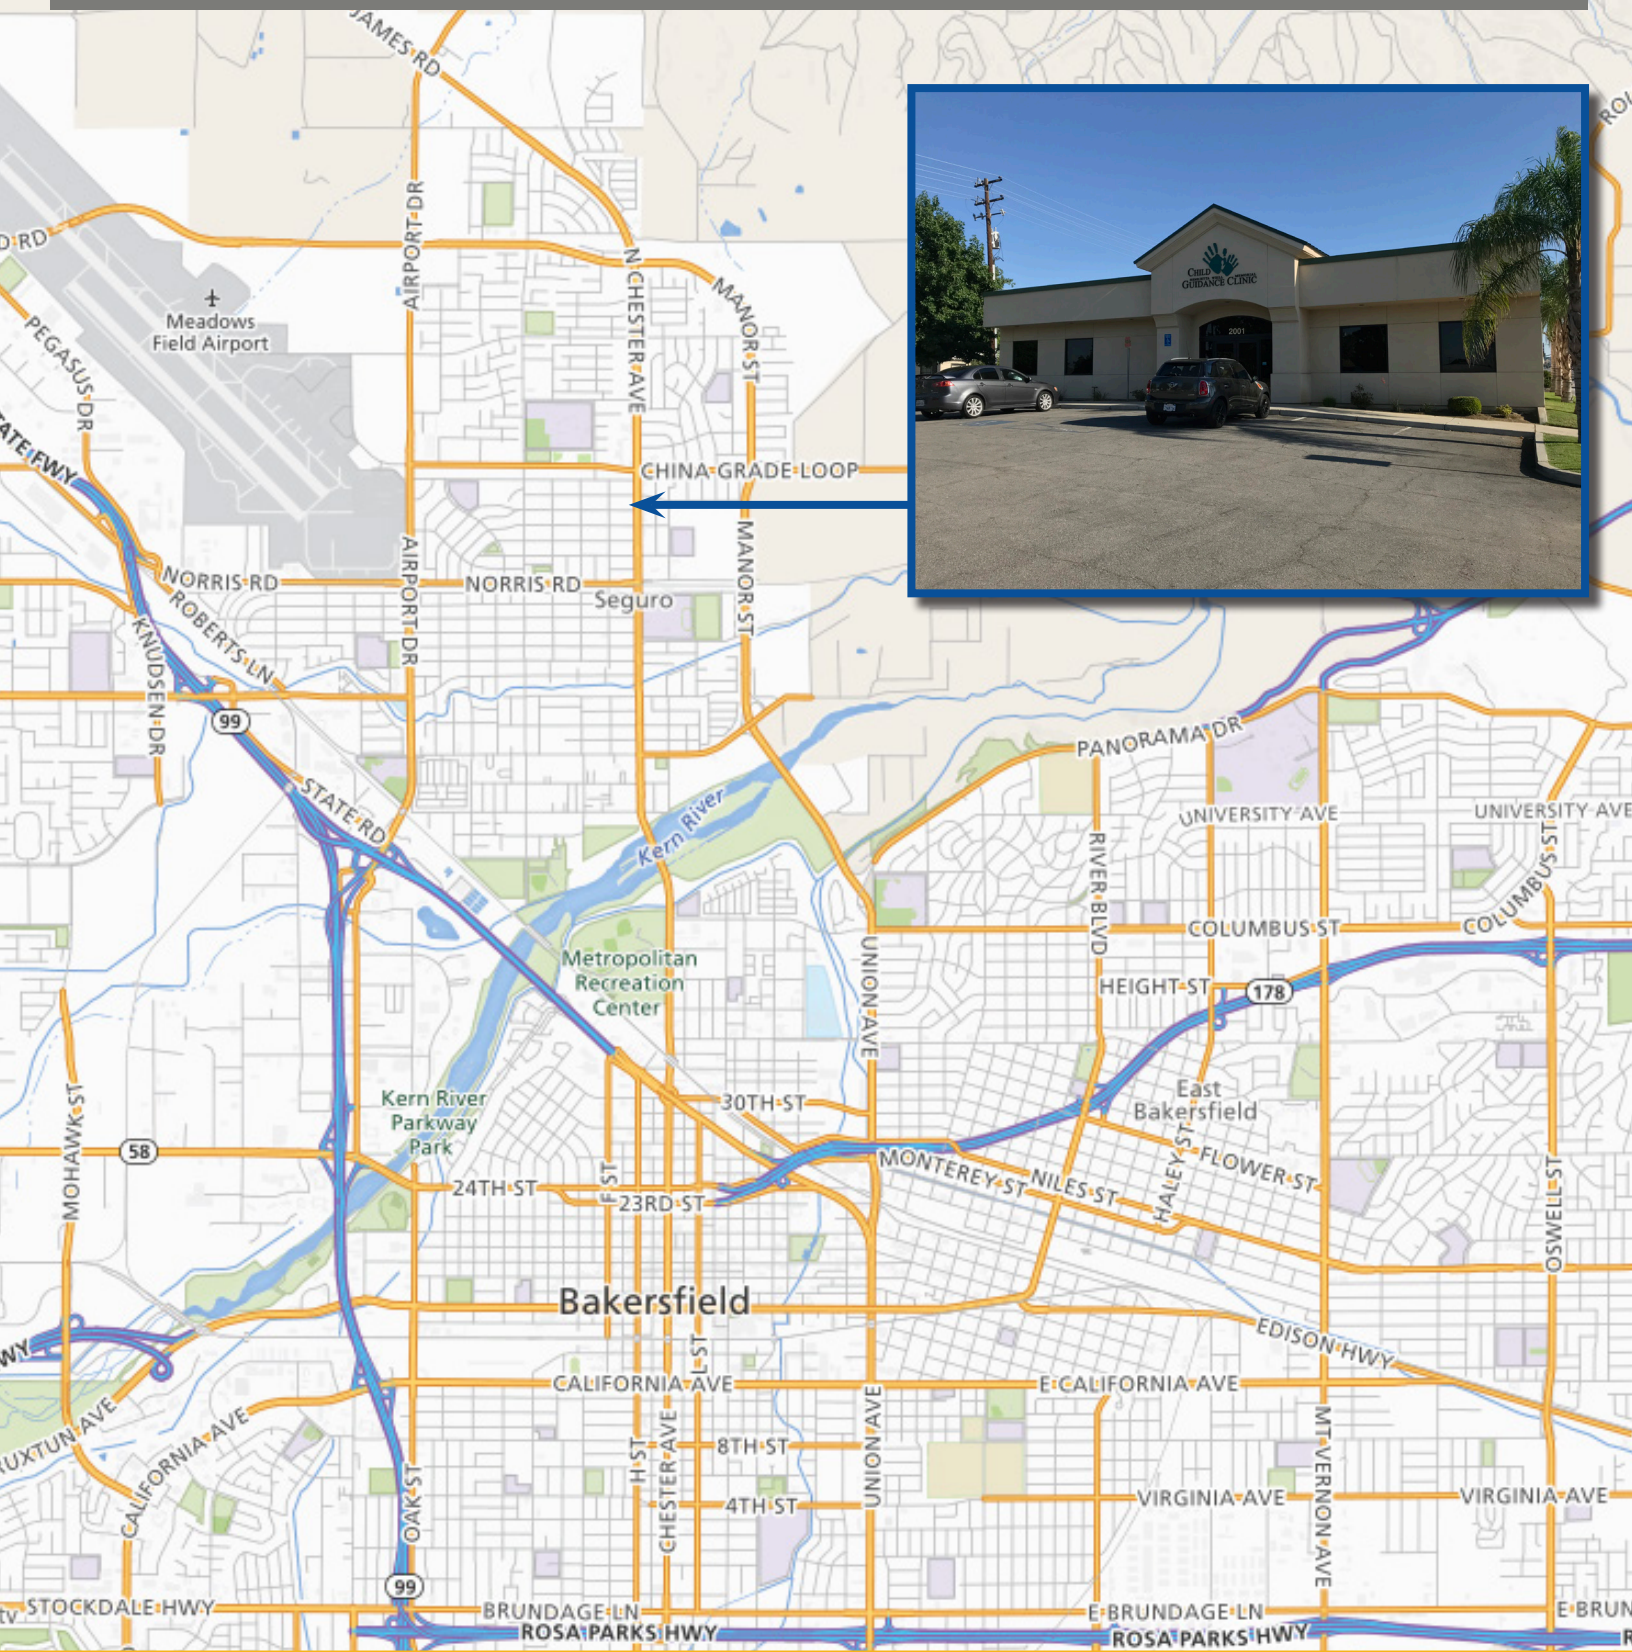 JAMES RD
D RD
AIRPORT DR
N CHESTER AVE
MANOR ST
Meadows
Field Airport
PEGASUS DR
CHILD
GUIDANCE CLINIC
2001
CHINA GRADE LOOP
MANOR ST
AIRPORT DR
NORRIS RD
NORRIS RD
Seguro
ROBERTS LN
KNUDSEN DR
99
STATE RD
PANORAMA DR
UNIVERSITY AVE
UNIVERSITY AVE
Kern River
RIVER BLVD
COLUMBUS ST
COLUMBUS ST
UNION AVE
Metropolitan
Recreation
Center
HEIGHT ST
178
MOHAWK ST
Kern River
Parkway
Park
30TH ST
East
Bakersfield
58
24TH ST
F ST
23RD ST
MONTEREY ST
NILES ST
HALEY ST
FLOWER ST
OSWELL ST
Bakersfield
L ST
EDISON HWY
WY
CALIFORNIA AVE
E CALIFORNIA AVE
UXTUN AVE
CALIFORNIA AVE
OAK ST
H ST
CHESTER AVE
8TH ST
UNION AVE
4TH ST
VIRGINIA AVE
MT VERNON AVE
VIRGINIA AVE
99
STOCKDALE HWY
BRUNDAGE LN
E BRUNDAGE LN
E BRUN
ROSA PARKS HWY
ROSA PARKS HWY